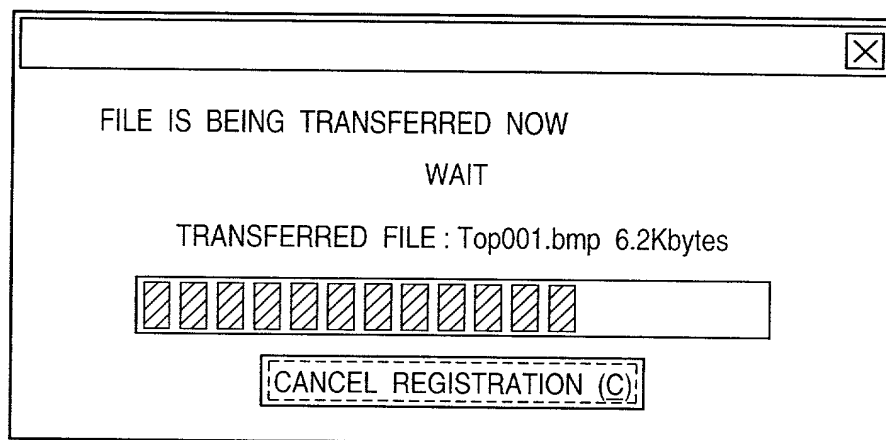 FILE IS BEING TRANSFERRED NOW
WAIT
TRANSFERRED FILE : Top001.bmp 6.2Kbytes
CANCEL REGISTRATION (C)